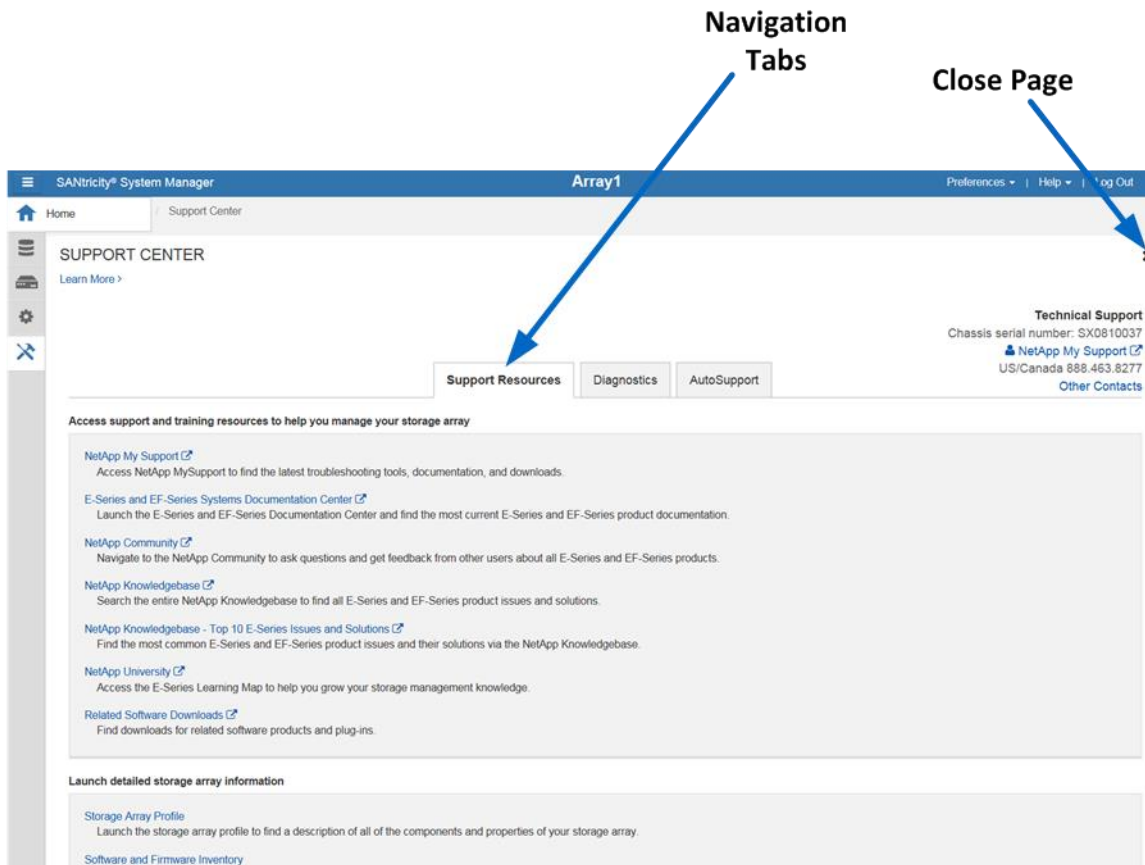 Navigation
Tabs
Close Page
SANtricity® System Manager
Array1
Preferences | Help | Log Out
Home / Support Center
SUPPORT CENTER
Learn More >
Technical Support
Chassis serial number: SX0810037
NetApp My Support
US/Canada 888.463.8277
Other Contacts
Support Resources
Diagnostics
AutoSupport
Access support and training resources to help you manage your storage array
NetApp My Support
Access NetApp MySupport to find the latest troubleshooting tools, documentation, and downloads.
E-Series and EF-Series Systems Documentation Center
Launch the E-Series and EF-Series Documentation Center and find the most current E-Series and EF-Series product documentation.
NetApp Community
Navigate to the NetApp Community to ask questions and get feedback from other users about all E-Series and EF-Series products.
NetApp Knowledgebase
Search the entire NetApp Knowledgebase to find all E-Series and EF-Series product issues and solutions.
NetApp Knowledgebase - Top 10 E-Series Issues and Solutions
Find the most common E-Series and EF-Series product issues and their solutions via the NetApp Knowledgebase.
NetApp University
Access the E-Series Learning Map to help you grow your storage management knowledge.
Related Software Downloads
Find downloads for related software products and plug-ins.
Launch detailed storage array information
Storage Array Profile
Launch the storage array profile to find a description of all of the components and properties of your storage array.
Software and Firmware Inventory